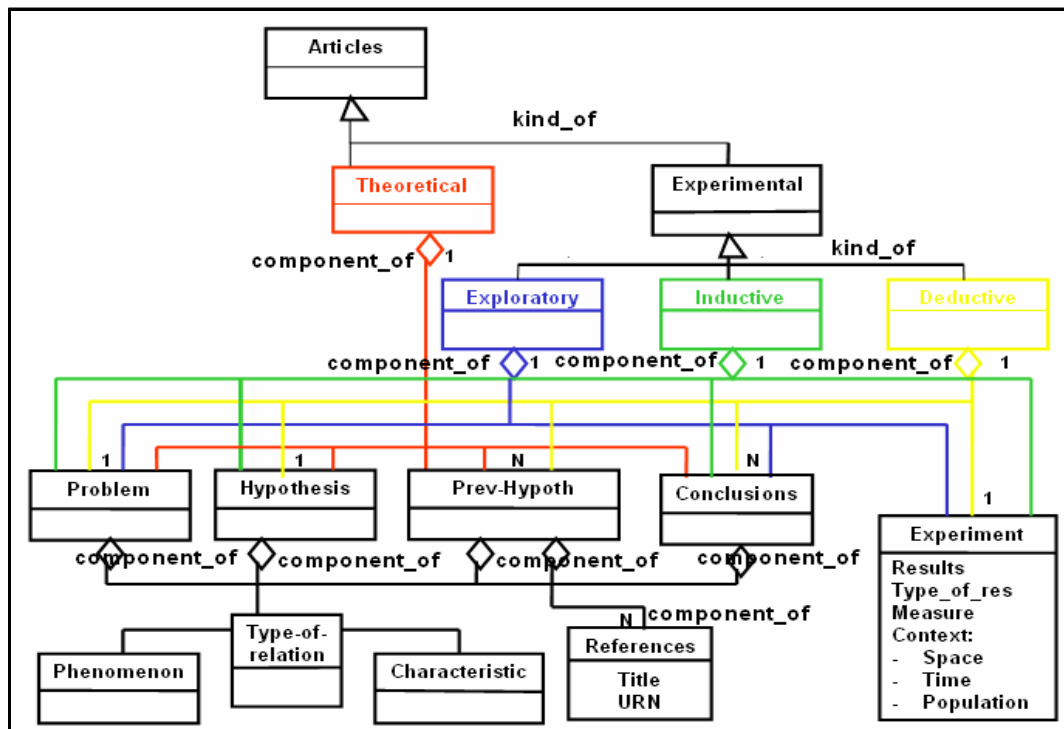 Articles
kind_of
Theoretical
Experimental
component_of
1
kind_of
Exploratory
Inductive
Deductive
component_of
1
component_of
1
component_of
1
1
1
N
N
1
Problem
Hypothesis
Prev-Hypoth
Conclusions
Experiment
Results
Type_of_res
Measure
Context:
- Space
- Time
- Population
component_of
component_of
component_of
component_of
component_of
N
Type-of-
relation
Phenomenon
Characteristic
References
Title
URN